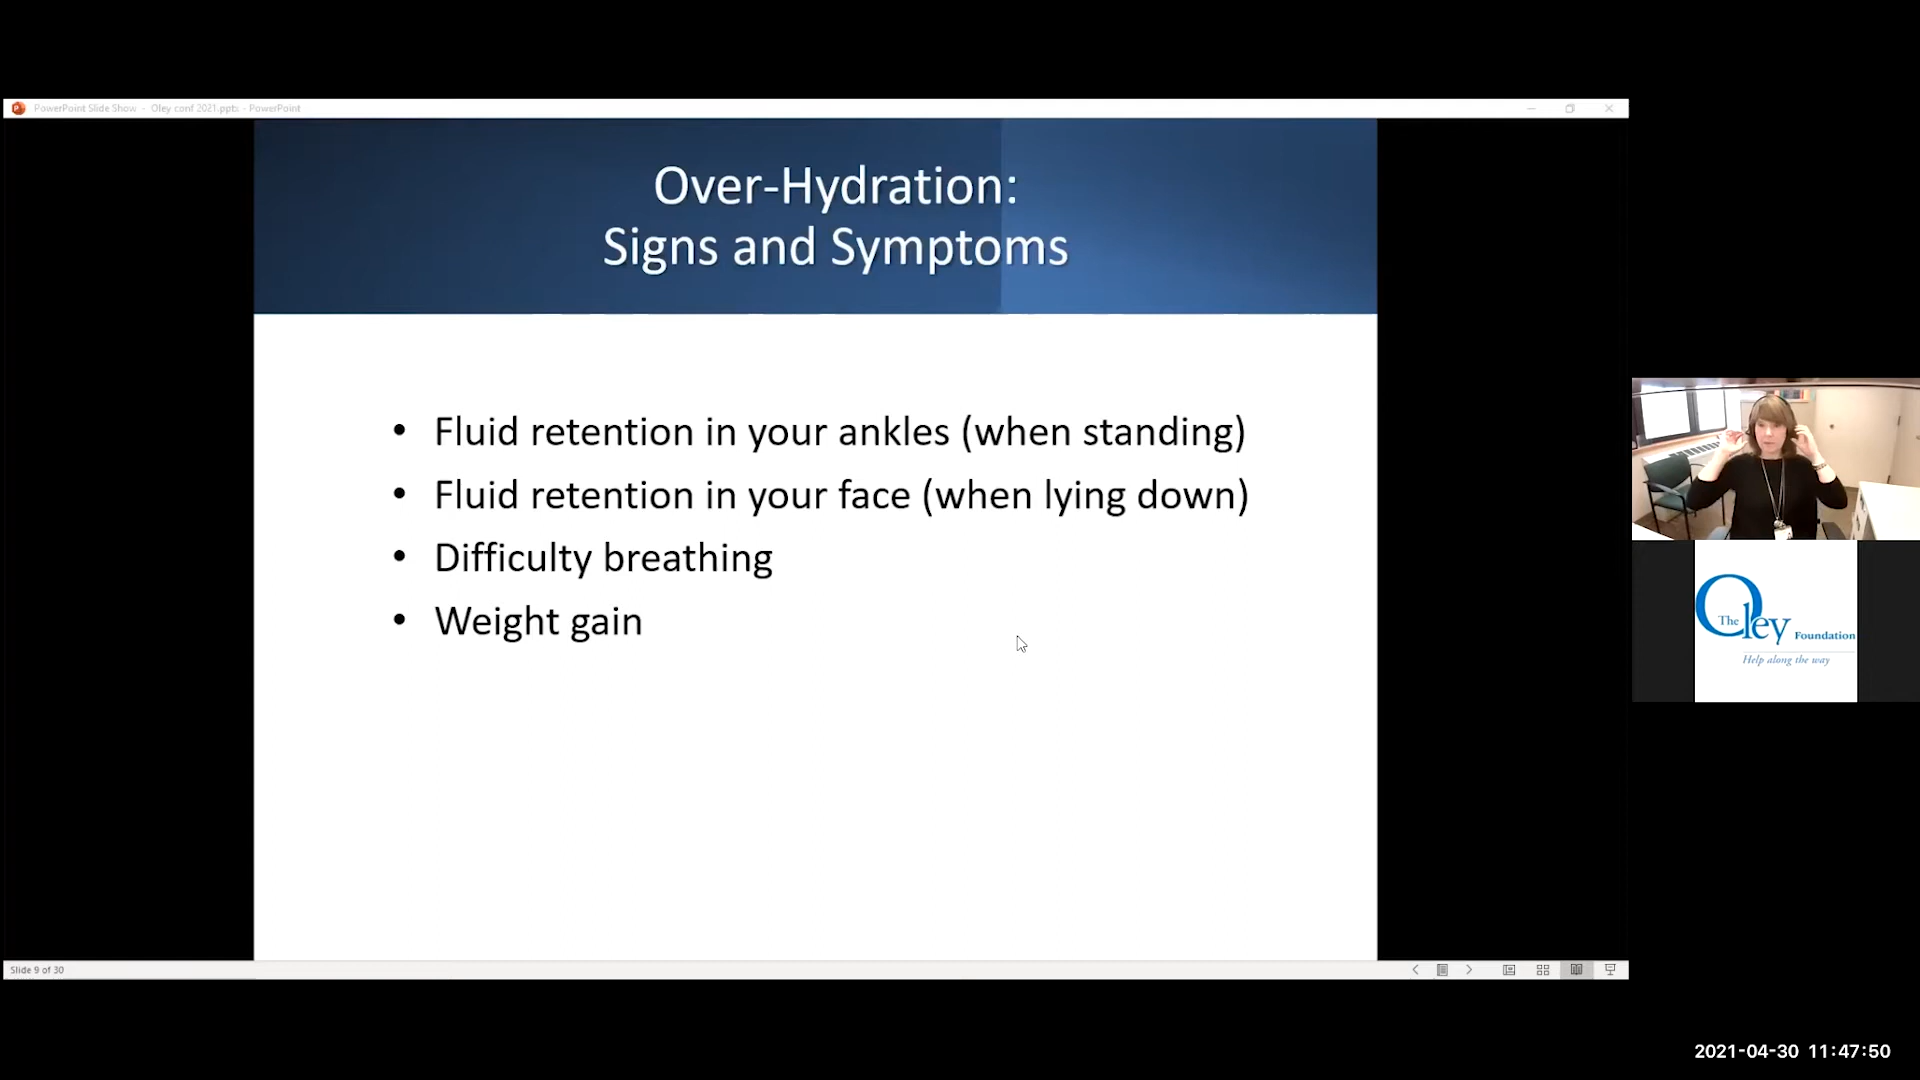 PowerPoint Slide Show - Oley conf 2021.pptx - PowerPoint
Over-Hydration:
Signs and Symptoms
• Fluid retention in your ankles (when standing)
• Fluid retention in your face (when lying down)
• Difficulty breathing
• Weight gain
The Oley Foundation
Help along the way
Slide 9 of 30
2021-04-30 11:47:50